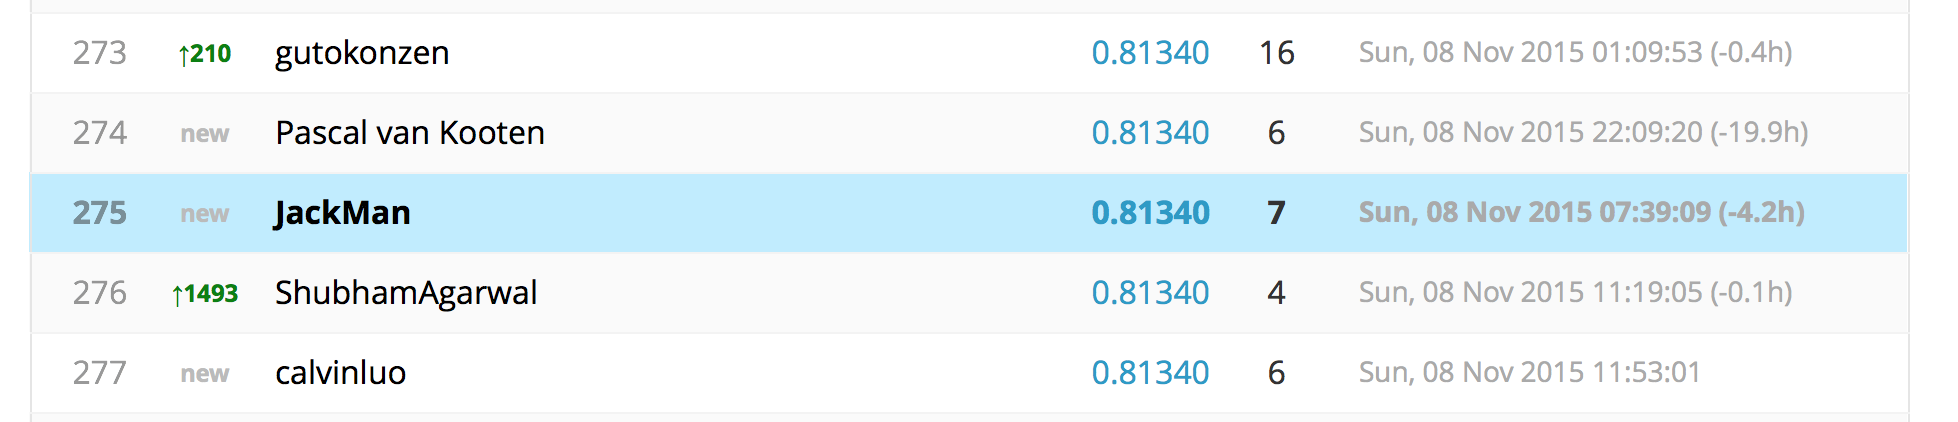 273 ↑210 gutokonzen 0.81340 16 Sun, 08 Nov 2015 01:09:53 (-0.4h)
274 new Pascal van Kooten 0.81340 6 Sun, 08 Nov 2015 22:09:20 (-19.9h)
275 new JackMan 0.81340 7 Sun, 08 Nov 2015 07:39:09 (-4.2h)
276 ↑1493 ShubhamAgarwal 0.81340 4 Sun, 08 Nov 2015 11:19:05 (-0.1h)
277 new calvinluo 0.81340 6 Sun, 08 Nov 2015 11:53:01